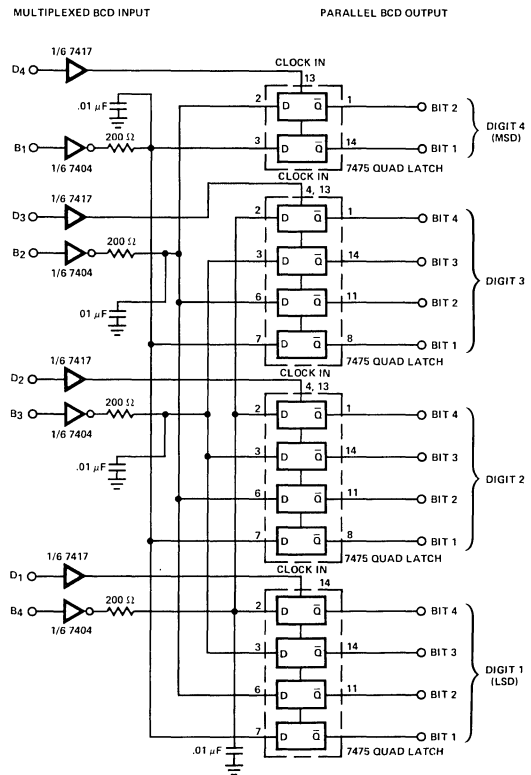 MULTIPLEXED BCD INPUT
PARALLEL BCD OUTPUT
1/6 7417
CLOCK IN
D4
13
.01 µF
2
D
Q̄
1
BIT 2
DIGIT 4
(MSD)
200 Ω
B1
3
D
Q̄
14
BIT 1
1/6 7404
7475 QUAD LATCH
1/6 7417
CLOCK IN
D3
4, 13
2
D
Q̄
1
BIT 4
200 Ω
B2
3
D
Q̄
14
BIT 3
1/6 7404
DIGIT 3
6
D
Q̄
11
BIT 2
01 µF
7
D
Q̄
8
BIT 1
1/6 7417
7475 QUAD LATCH
CLOCK IN
D2
4, 13
200 Ω
B3
2
D
Q̄
1
BIT 4
1/6 7404
3
D
Q̄
14
BIT 3
.01 µF
DIGIT 2
6
D
Q̄
11
BIT 2
7
D
Q̄
8
BIT 1
1/6 7417
7475 QUAD LATCH
CLOCK IN
D1
14
200 Ω
B4
2
D
Q̄
BIT 4
1/6 7404
3
D
Q̄
14
BIT 3
DIGIT 1
(LSD)
6
D
Q̄
11
BIT 2
7
D
Q̄
BIT 1
.01 µF
7475 QUAD LATCH